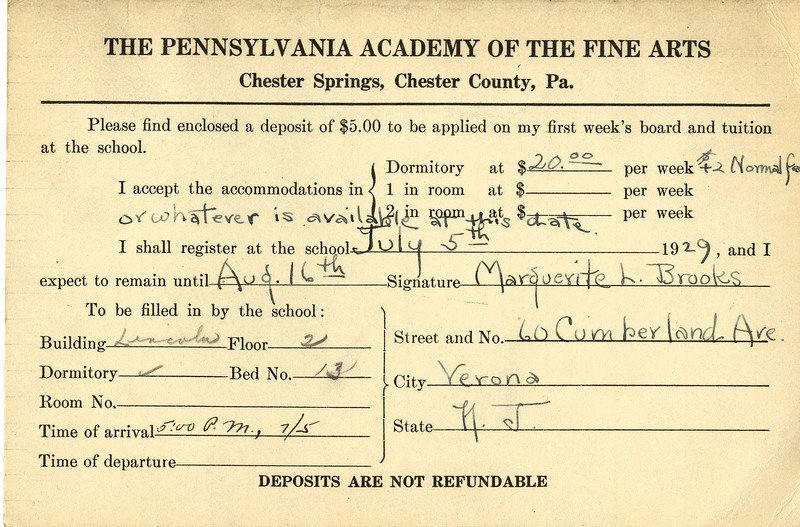 THE PENNSYLVANIA ACADEMY OF THE FINE ARTS
Chester Springs, Chester County, Pa.
Please find enclosed a deposit of $5.00 to be applied on my first week's board and tuition
at the school.
Dormitory at $20.00 per week $2 Normal
I accept the accommodations in 1 in room at $ per week
2 in room at $ per week
or whatever is available at this date.
I shall register at the school July 5th 1929, and I
expect to remain until Aug. 16th Signature Marguerite L. Brooks
To be filled in by the school:
Building Lincoln Floor 2
Dormitory ✓ Bed No. 13
Room No.
Time of arrival 5:00 P.M., 7/5
Time of departure
Street and No. 60 Cumberland Ave.
City Verona
State N. J.
DEPOSITS ARE NOT REFUNDABLE